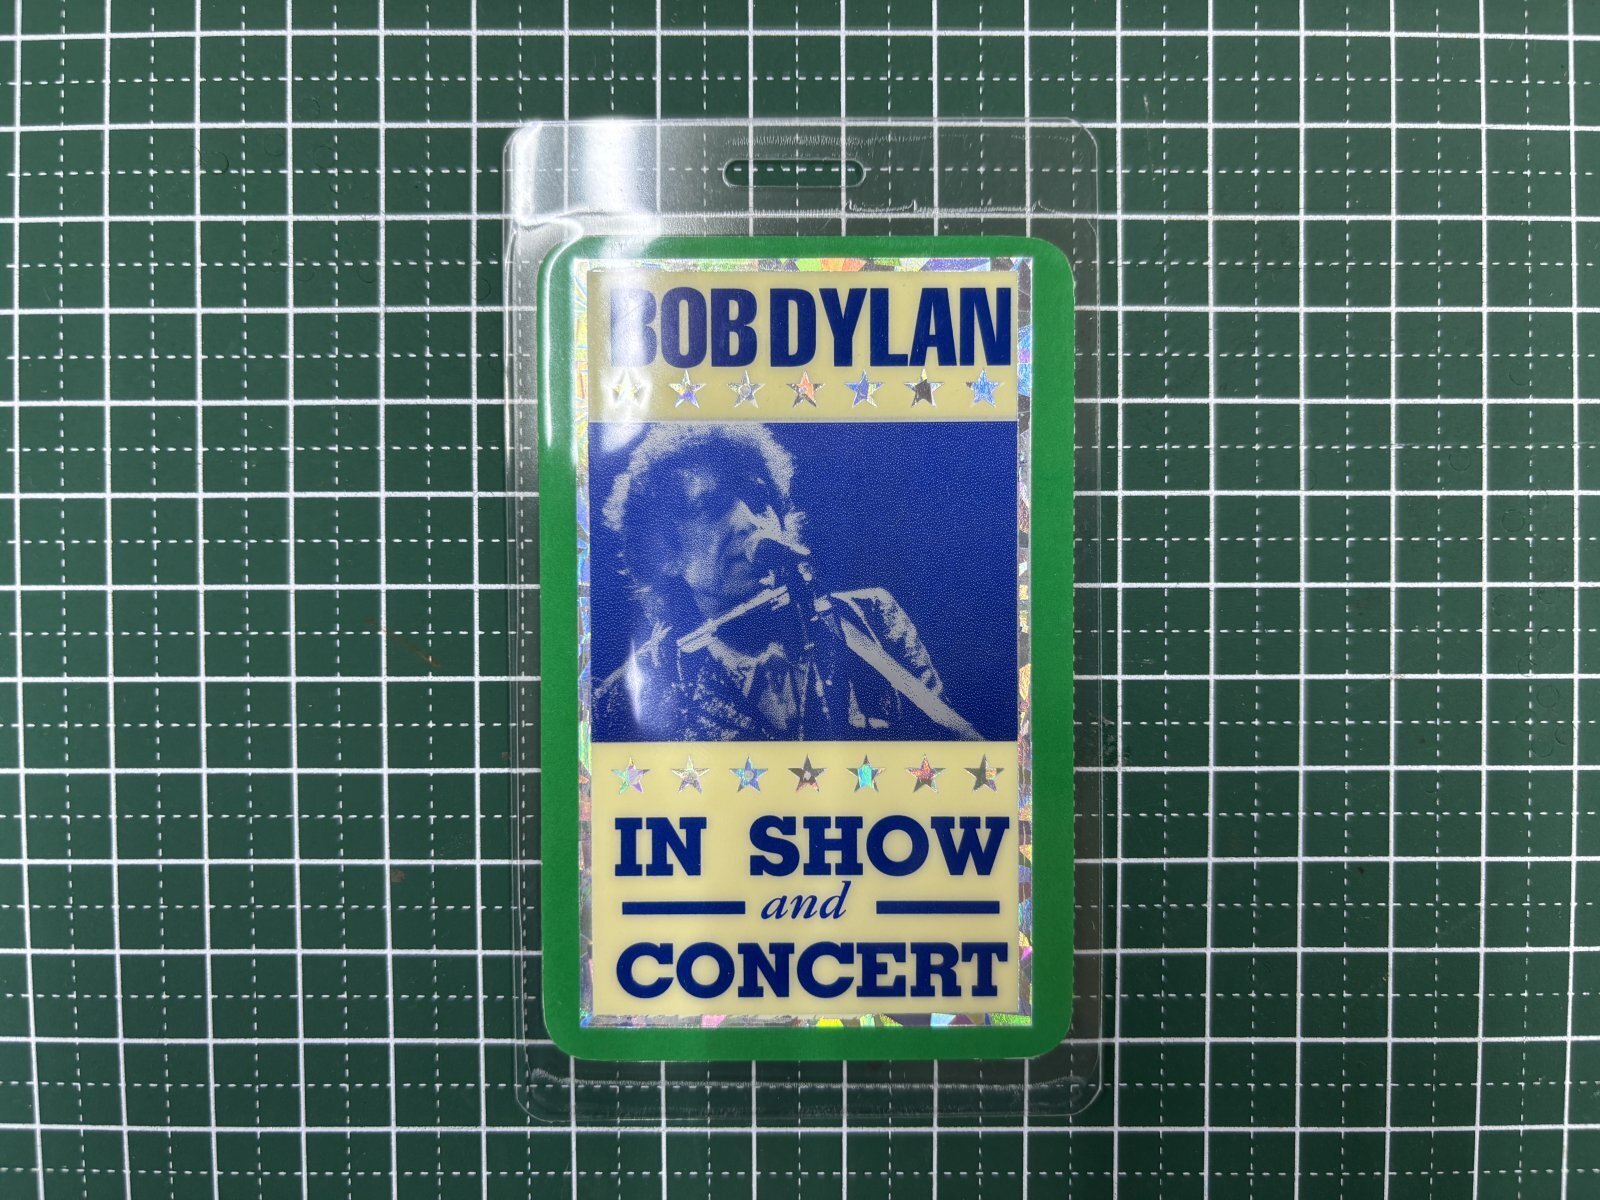 BOB DYLAN
IN SHOW
and
CONCERT